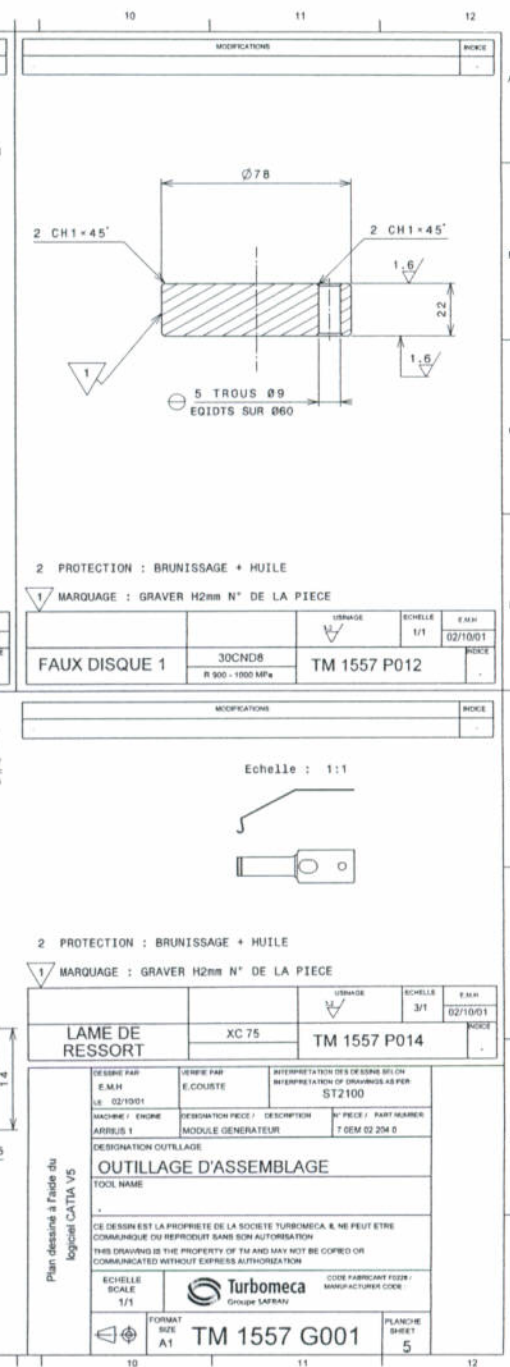 10 11 12
MODIFICATIONS INDICE
Ø78
2 CH1×45°
2 CH1×45°
1.6
22
1.6
1
5 TROUS Ø9
EQIDTS SUR Ø60
2 PROTECTION : BRUNISSAGE + HUILE
1 MARQUAGE : GRAVER H2mm N° DE LA PIECE
USINAGE ECHELLE E.M.H
3.2 1/1 02/10/01
FAUX DISQUE 1 30CND8 TM 1557 P012 INDICE
R 900 - 1000 MPa
MODIFICATIONS INDICE
Echelle : 1:1
2 PROTECTION : BRUNISSAGE + HUILE
1 MARQUAGE : GRAVER H2mm N° DE LA PIECE
USINAGE ECHELLE E.M.H
3.2 3/1 02/10/01
LAME DE RESSORT XC 75 TM 1557 P014 INDICE
14
Plan dessiné à l'aide du
logiciel CATIA V5
DESSINE PAR VERIFIE PAR INTERPRETATION DES DESSINS SELON
E.M.H E.COUSTE INTERPRETATION OF DRAWINGS AS PER
LE 02/10/01 ST2100
MACHINE / ENGINE DESIGNATION PIECE / DESCRIPTION N° PIECE / PART NUMBER
ARRIUS 1 MODULE GENERATEUR 7 0EM 02 204 0
DESIGNATION OUTILLAGE
OUTILLAGE D'ASSEMBLAGE
TOOL NAME
CE DESSIN EST LA PROPRIETE DE LA SOCIETE TURBOMECA. IL NE PEUT ETRE
COMMUNIQUE OU REPRODUIT SANS SON AUTORISATION
THIS DRAWING IS THE PROPERTY OF TM AND MAY NOT BE COPIED OR
COMMUNICATED WITHOUT EXPRESS AUTHORIZATION
ECHELLE
SCALE
1/1
Turbomeca
Groupe SAFRAN
CODE FABRICANT F0228 /
MANUFACTURER CODE
FORMAT
SIZE
A1
TM 1557 G001
PLANCHE
SHEET
5
10 11 12